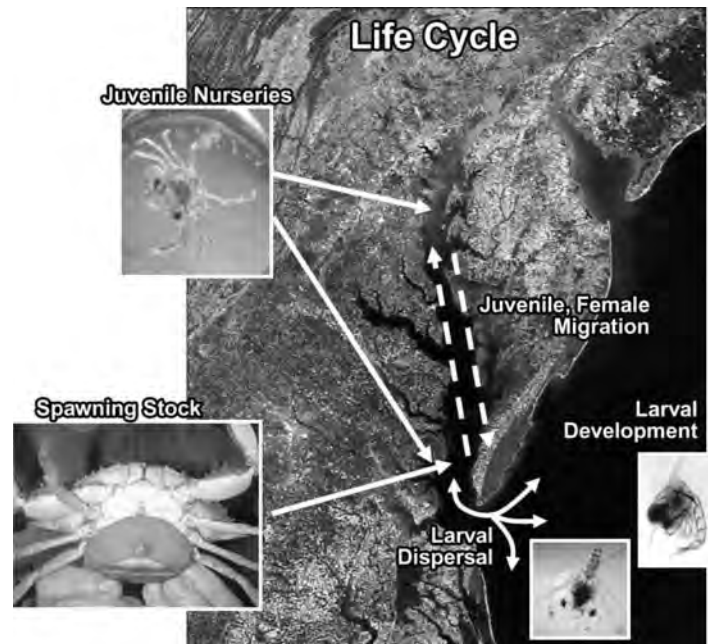 Life Cycle
Juvenile Nurseries
Juvenile, Female
Migration
Spawning Stock
Larval
Development
Larval
Dispersal